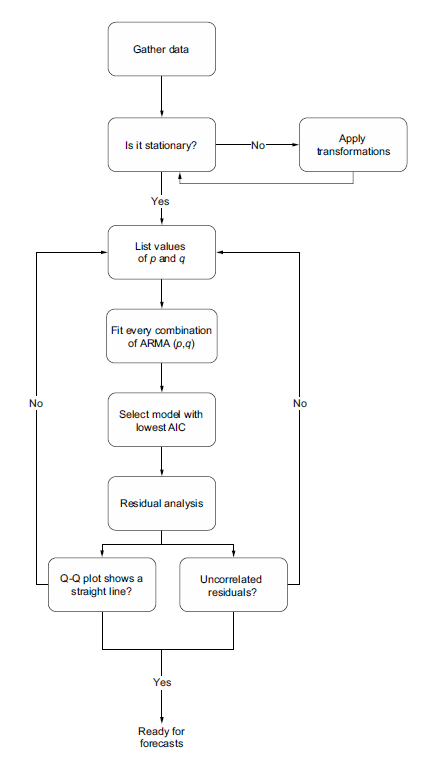 Gather data
Is it stationary?
No
Apply
transformations
Yes
List values
of p and q
Fit every combination
of ARMA (p,q)
No
No
Select model with
lowest AIC
Residual analysis
Q-Q plot shows a
straight line?
Uncorrelated
residuals?
Yes
Ready for
forecasts